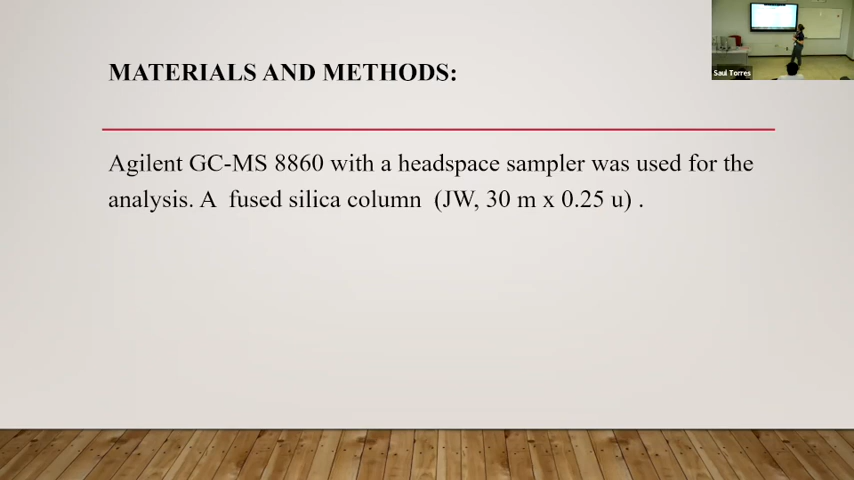 MATERIALS AND METHODS:
Agilent GC-MS 8860 with a headspace sampler was used for the
analysis. A  fused silica column  (JW, 30 m x 0.25 u) .
Saul Torres